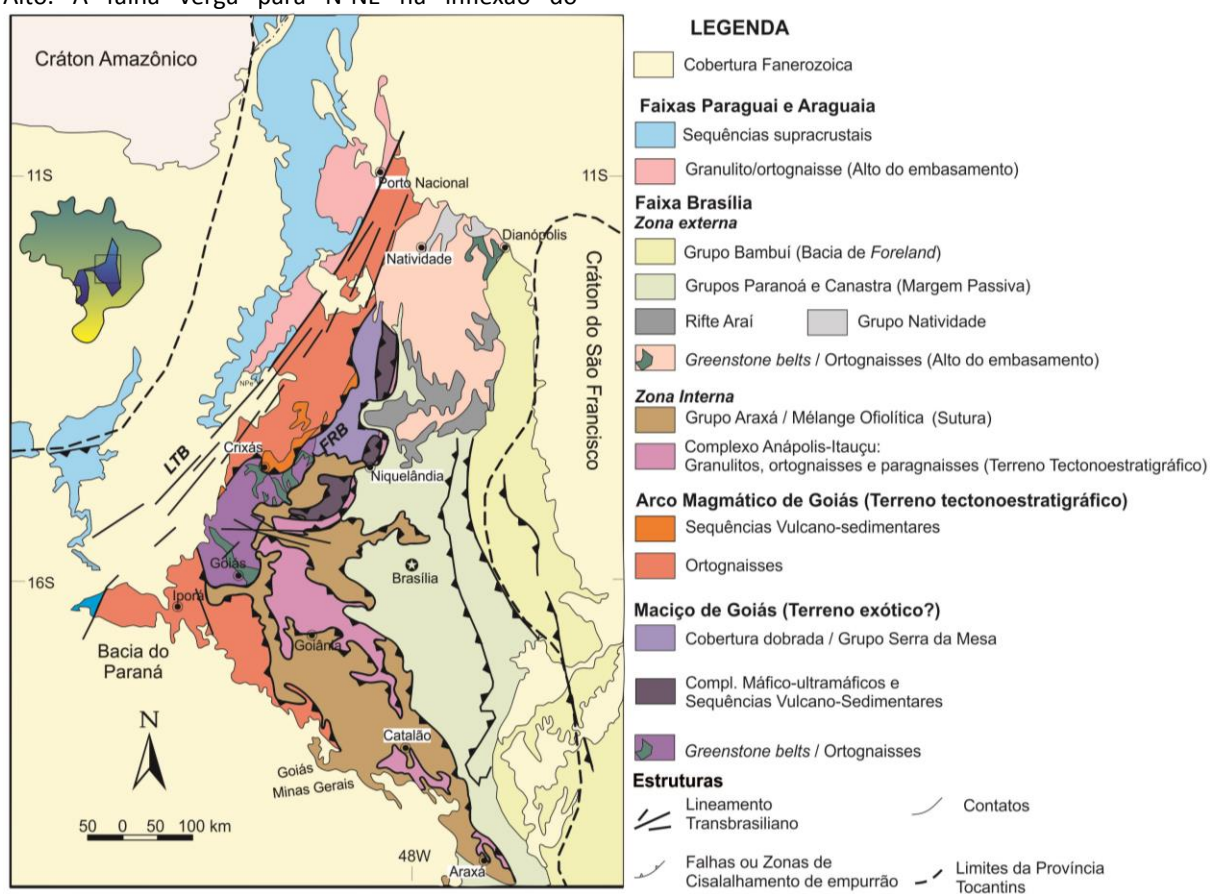 Alto. A falha verga para N-NE na inflexão do
Cráton Amazônico
11S
11S
Porto Nacional
Dianópolis
Natividade
Cráton do São Francisco
NPe
LTB
FRB
Crixás
Niquelândia
16S
16S
Goiás
Brasília
Iporá
Bacia do
Paraná
Goiânia
N
Catalão
Goiás
Minas Gerais
50 0 50 100 km
48W
Araxá
LEGENDA
Cobertura Fanerozoica
Faixas Paraguai e Araguaia
Sequências supracrustais
Granulito/ortognaisse (Alto do embasamento)
Faixa Brasília
Zona externa
Grupo Bambuí (Bacia de Foreland)
Grupos Paranoá e Canastra (Margem Passiva)
Rifte Araí
Grupo Natividade
Greenstone belts / Ortognaisses (Alto do embasamento)
Zona Interna
Grupo Araxá / Mélange Ofiolítica (Sutura)
Complexo Anápolis-Itauçu:
Granulitos, ortognaisses e paragnaisses (Terreno Tectonoestratigráfico)
Arco Magmático de Goiás (Terreno tectonoestratigráfico)
Sequências Vulcano-sedimentares
Ortognaisses
Maciço de Goiás (Terreno exótico?)
Cobertura dobrada / Grupo Serra da Mesa
Compl. Máfico-ultramáficos e
Sequências Vulcano-Sedimentares
Greenstone belts / Ortognaisses
Estruturas
Lineamento
Transbrasiliano
Contatos
Falhas ou Zonas de
Cisalalhamento de empurrão
Limites da Província
Tocantins